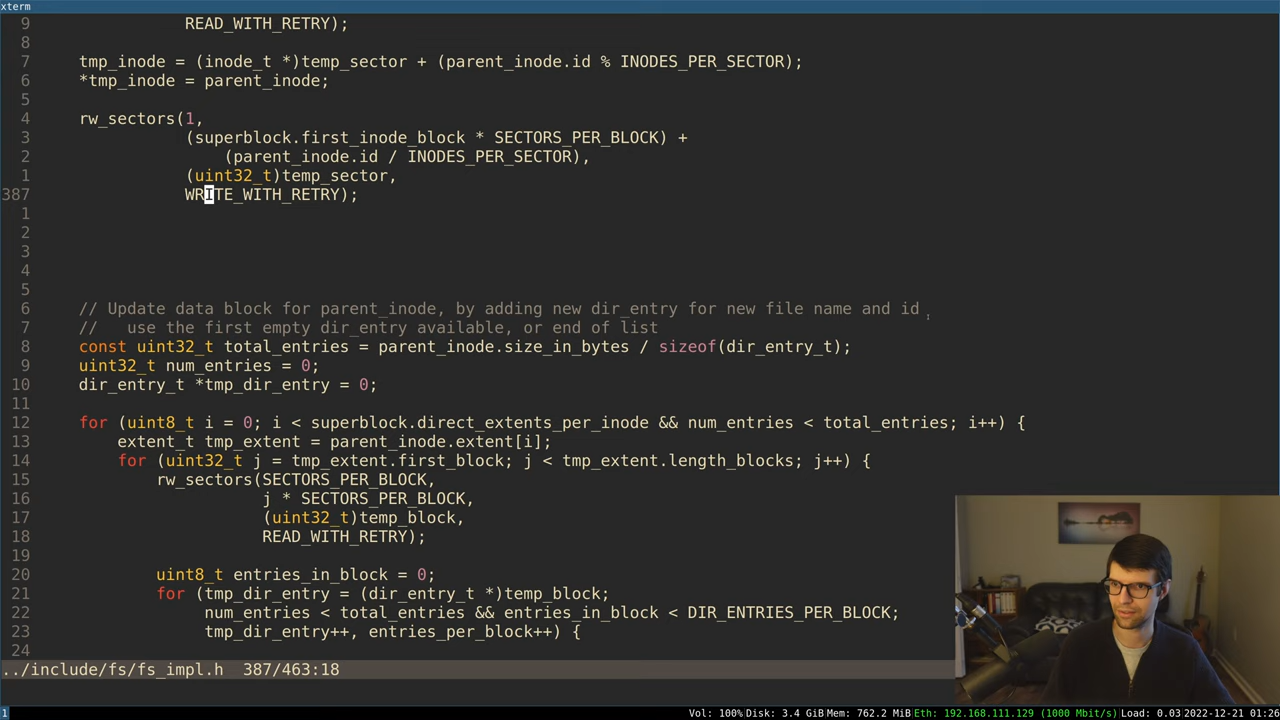 xterm
9 READ_WITH_RETRY);
8
7 tmp_inode = (inode_t *)temp_sector + (parent_inode.id % INODES_PER_SECTOR);
6 *tmp_inode = parent_inode;
5
4 rw_sectors(1,
3 (superblock.first_inode_block * SECTORS_PER_BLOCK) +
2 (parent_inode.id / INODES_PER_SECTOR),
1 (uint32_t)temp_sector,
387 WRITE_WITH_RETRY);
1
2
3
4
5
6 // Update data block for parent_inode, by adding new dir_entry for new file name and id
7 //   use the first empty dir_entry available, or end of list
8 const uint32_t total_entries = parent_inode.size_in_bytes / sizeof(dir_entry_t);
9 uint32_t num_entries = 0;
10 dir_entry_t *tmp_dir_entry = 0;
11
12 for (uint8_t i = 0; i < superblock.direct_extents_per_inode && num_entries < total_entries; i++) {
13 extent_t tmp_extent = parent_inode.extent[i];
14 for (uint32_t j = tmp_extent.first_block; j < tmp_extent.length_blocks; j++) {
15 rw_sectors(SECTORS_PER_BLOCK,
16 j * SECTORS_PER_BLOCK,
17 (uint32_t)temp_block,
18 READ_WITH_RETRY);
19
20 uint8_t entries_in_block = 0;
21 for (tmp_dir_entry = (dir_entry_t *)temp_block;
22 num_entries < total_entries && entries_in_block < DIR_ENTRIES_PER_BLOCK;
23 tmp_dir_entry++, entries_per_block++) {
24
../include/fs/fs_impl.h 387/463:18
1 Vol: 100% Disk: 3.4 GiB Mem: 762.2 MiB Eth: 192.168.111.129 (1000 Mbit/s) Load: 0.03 2022-12-21 01:26